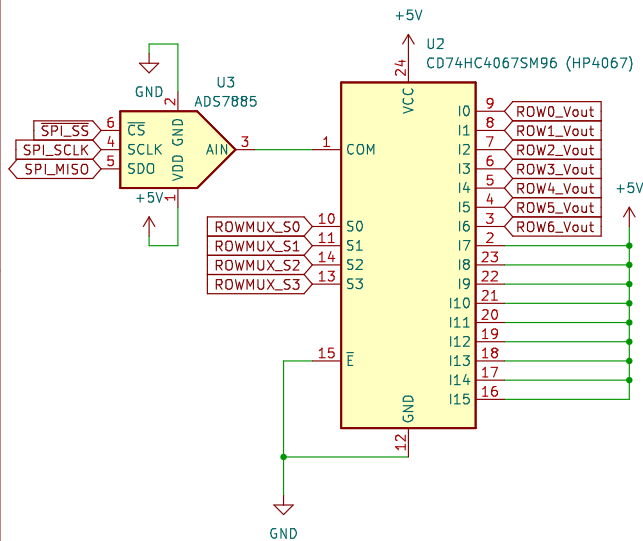 +5V
U2
CD74HC4067SM96 (HP4067)
24
VCC
GND
U3
ADS7885
2
GND
SPI_SS 6 CS
SPI_SCLK 4 SCLK
SPI_MISO 5 SDO
AIN 3
VDD
1
+5V
1 COM
I0 9 ROW0_Vout
I1 8 ROW1_Vout
I2 7 ROW2_Vout
I3 6 ROW3_Vout
I4 5 ROW4_Vout
I5 4 ROW5_Vout
I6 3 ROW6_Vout
+5V
ROWMUX_S0 10 S0
ROWMUX_S1 11 S1
ROWMUX_S2 14 S2
ROWMUX_S3 13 S3
I7 2
I8 23
I9 22
I10 21
I11 20
I12 19
I13 18
I14 17
I15 16
15 E
GND
12
GND